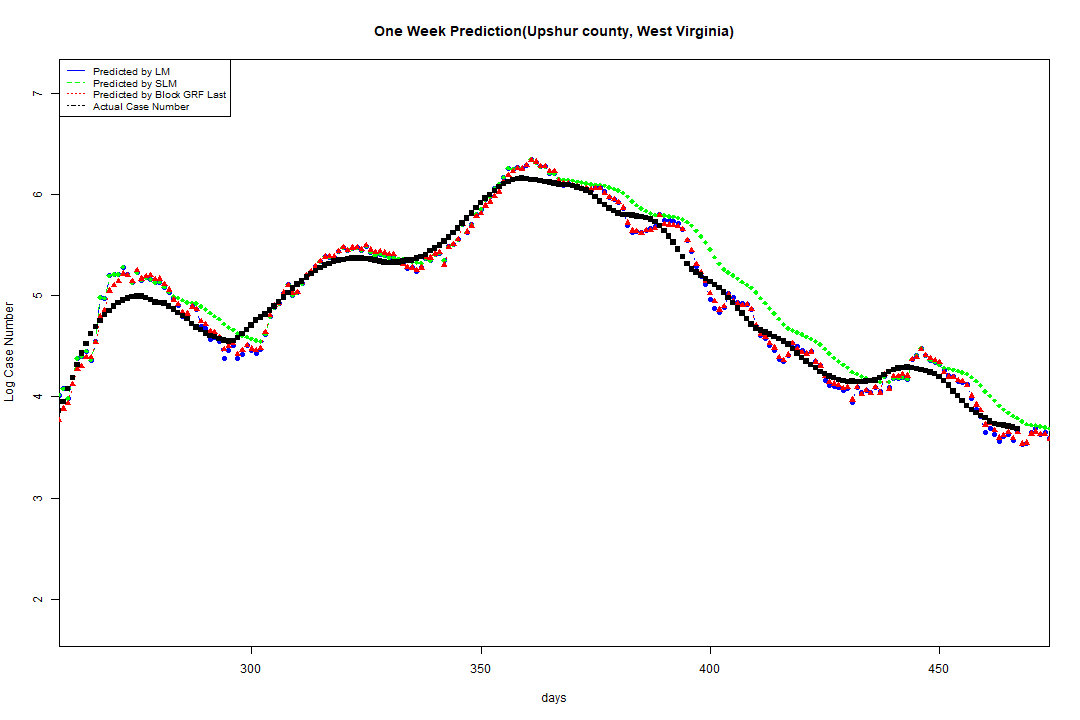 One Week Prediction(Upshur county, West Virginia)
Predicted by LM
Predicted by SLM
Predicted by Block GRF Last
Actual Case Number
7
6
5
4
3
2
Log Case Number
300 350 400 450
days